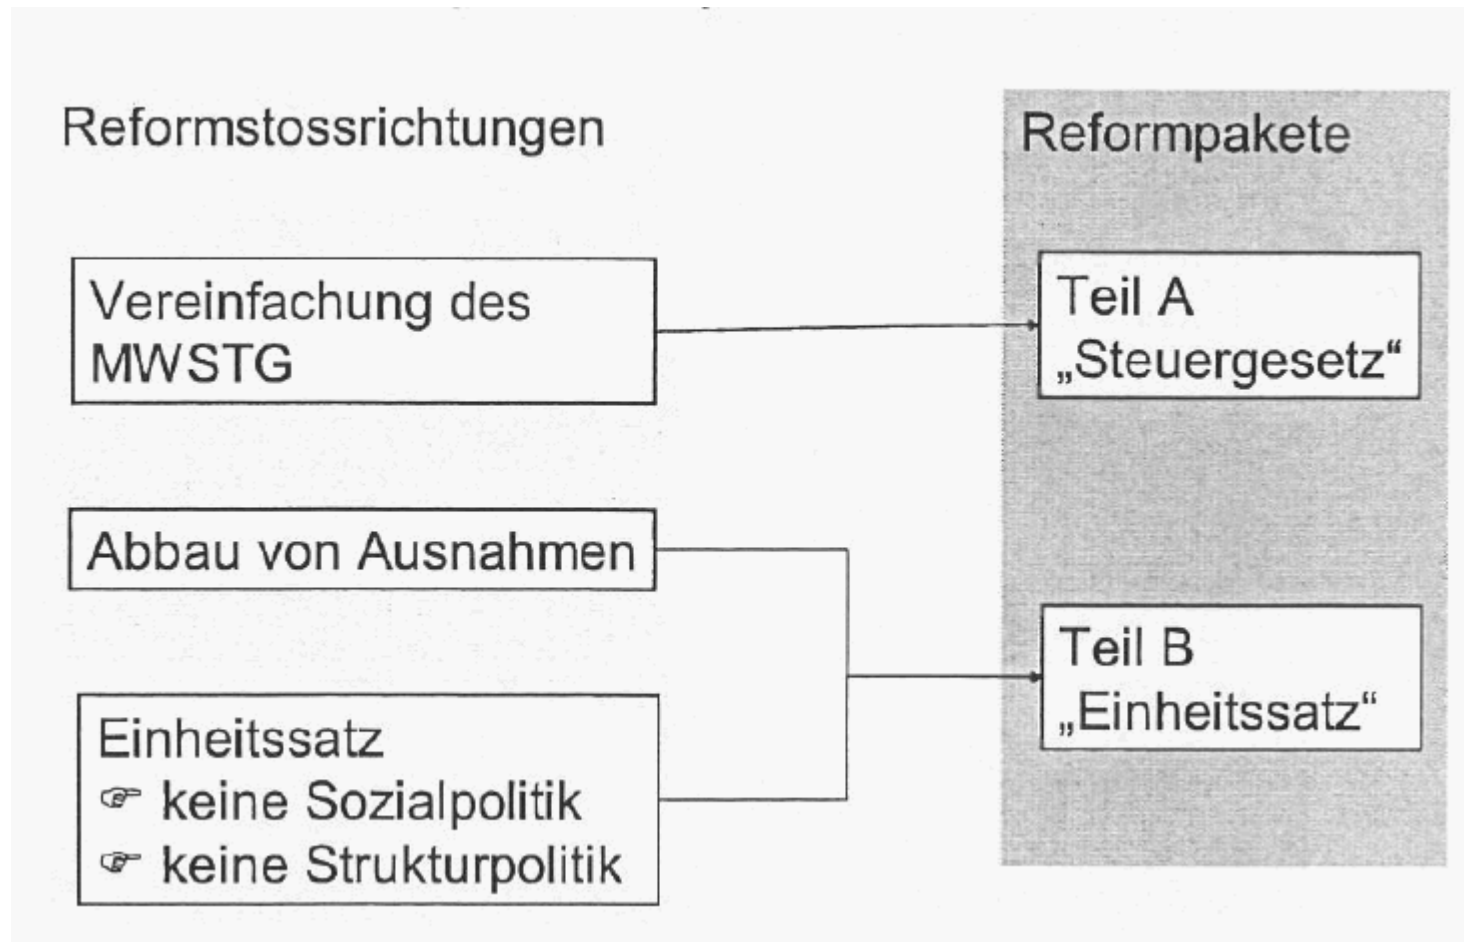 Reformstossrichtungen
Reformpakete
Vereinfachung des
MWSTG
Teil A
„Steuergesetz“
Abbau von Ausnahmen
Einheitssatz
☞ keine Sozialpolitik
☞ keine Strukturpolitik
Teil B
„Einheitssatz“